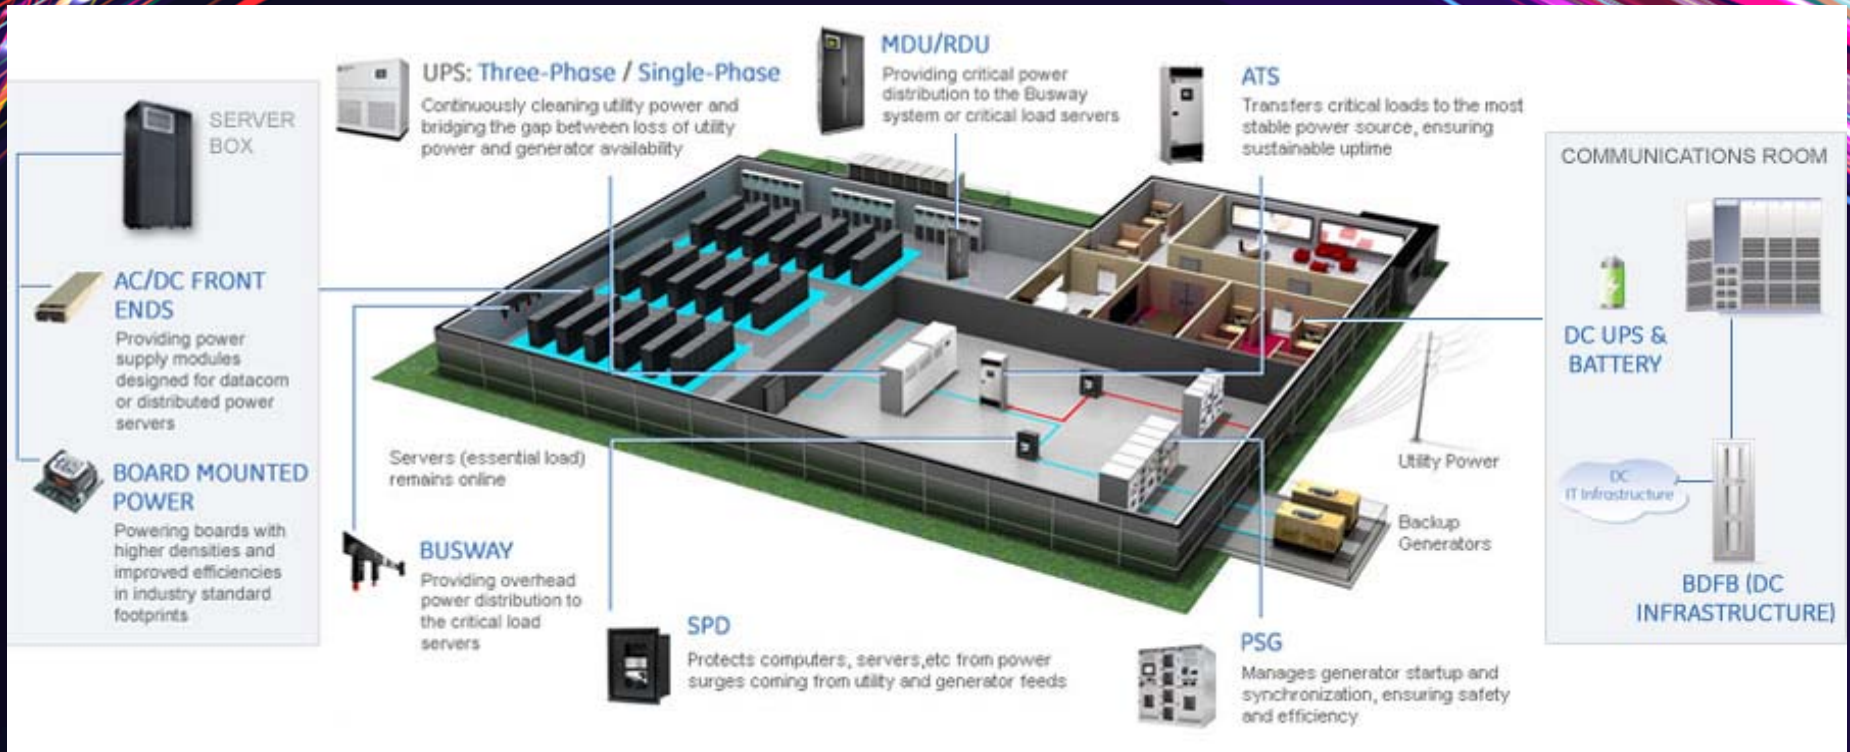 SERVER
BOX
AC/DC FRONT
ENDS
Providing power
supply modules
designed for datacom
or distributed power
servers
BOARD MOUNTED
POWER
Powering boards with
higher densities and
improved efficiencies
in industry standard
footprints
UPS: Three-Phase / Single-Phase
Continuously cleaning utility power and
bridging the gap between loss of utility
power and generator availability
MDU/RDU
Providing critical power
distribution to the Busway
system or critical load servers
ATS
Transfers critical loads to the most
stable power source, ensuring
sustainable uptime
Servers (essential load)
remains online
BUSWAY
Providing overhead
power distribution to
the critical load
servers
SPD
Protects computers, servers,etc from power
surges coming from utility and generator feeds
PSG
Manages generator startup and
synchronization, ensuring safety
and efficiency
Utility Power
Backup
Generators
COMMUNICATIONS ROOM
DC UPS &
BATTERY
DC
IT Infrastructure
BDFB (DC
INFRASTRUCTURE)